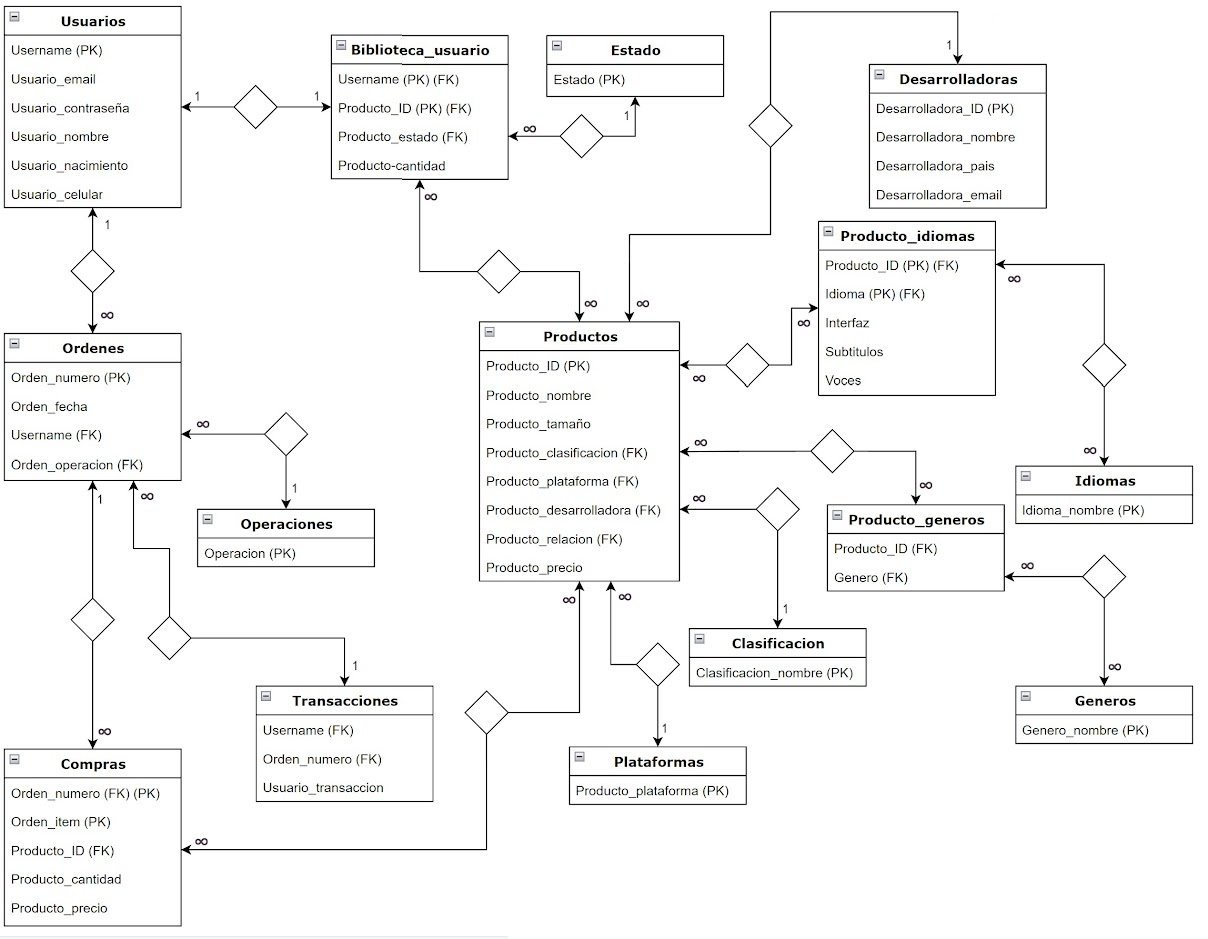 Usuarios
Username (PK)
Usuario_email
Usuario_contraseña
Usuario_nombre
Usuario_nacimiento
Usuario_celular
1
1
Biblioteca_usuario
Username (PK) (FK)
Producto_ID (PK) (FK)
Producto_estado (FK)
Producto-cantidad
Estado
Estado (PK)
∞
1
1
Desarrolladoras
Desarrolladora_ID (PK)
Desarrolladora_nombre
Desarrolladora_pais
Desarrolladora_email
∞
∞
∞
1
∞
Producto_idiomas
Producto_ID (PK) (FK)
Idioma (PK) (FK)
Interfaz
Subtitulos
Voces
∞
∞
∞
∞
Ordenes
Orden_numero (PK)
Orden_fecha
Username (FK)
Orden_operacion (FK)
∞
1
Operaciones
Operacion (PK)
Productos
Producto_ID (PK)
Producto_nombre
Producto_tamaño
Producto_clasificacion (FK)
Producto_plataforma (FK)
Producto_desarrolladora (FK)
Producto_relacion (FK)
Producto_precio
∞
∞
∞
1
Idiomas
Idioma_nombre (PK)
Producto_generos
Producto_ID (FK)
Genero (FK)
∞
∞
Generos
Genero_nombre (PK)
Clasificacion
Clasificacion_nombre (PK)
1
∞
1
Transacciones
Username (FK)
Orden_numero (FK)
Usuario_transaccion
∞
∞
1
Plataformas
Producto_plataforma (PK)
∞
Compras
Orden_numero (FK) (PK)
Orden_item (PK)
Producto_ID (FK)
Producto_cantidad
Producto_precio
∞